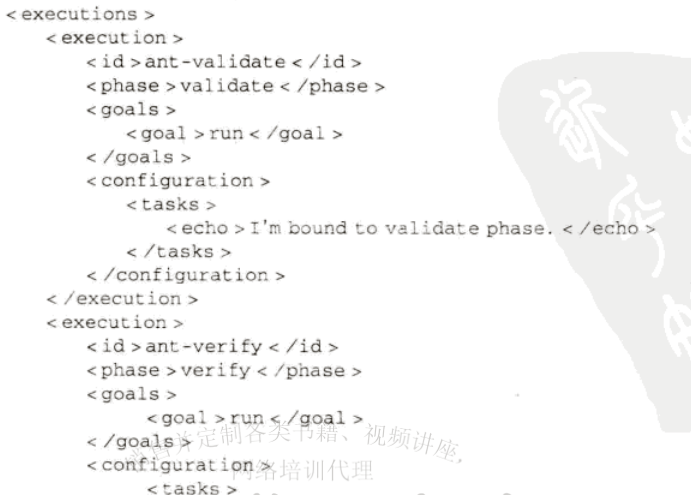 <executions>
<execution>
<id>ant-validate</id>
<phase>validate</phase>
<goals>
<goal>run</goal>
</goals>
<configuration>
<tasks>
<echo>I'm bound to validate phase.</echo>
</tasks>
</configuration>
</execution>
<execution>
<id>ant-verify</id>
<phase>verify</phase>
<goals>
<goal>run</goal>
</goals>
定制各类书籍、视频讲座,
<configuration>
网络培训代理
<tasks>